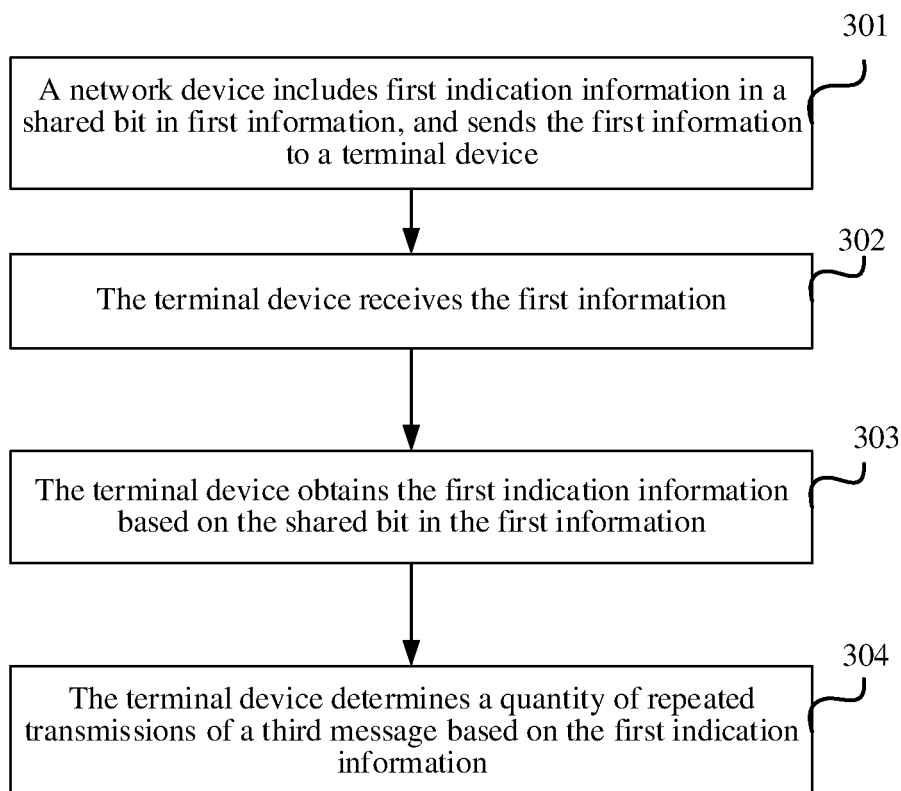 301
A network device includes first indication information in a
shared bit in first information, and sends the first information
to a terminal device
302
The terminal device receives the first information
303
The terminal device obtains the first indication information
based on the shared bit in the first information
304
The terminal device determines a quantity of repeated
transmissions of a third message based on the first indication
information